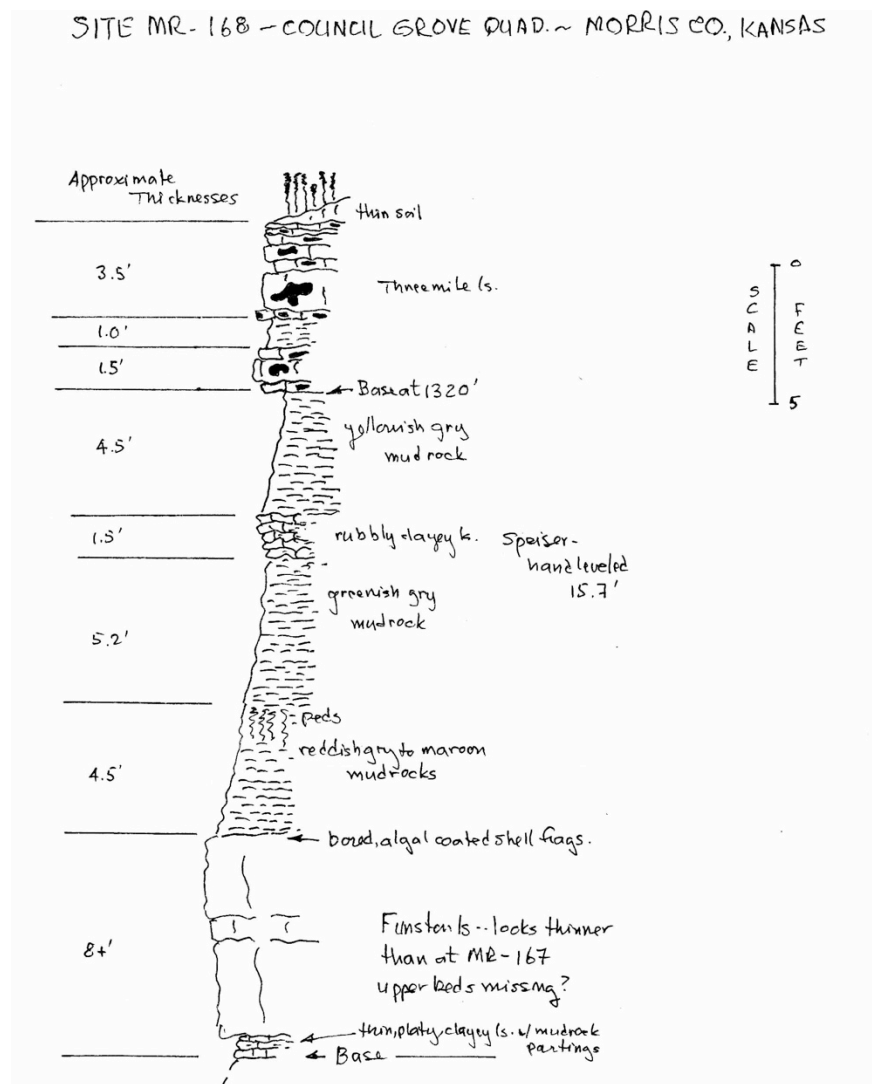 SITE MR-168 - COUNCIL GROVE QUAD. ~ MORRIS CO., KANSAS
Approximate
Thicknesses
thin soil
3.5'
Threemile ls.
0
SCALE
FEET
5
1.0'
1.5'
Base at 1320'
4.5'
yellowish gry
mudrock
1.5'
rubbly clayey ls.
Speiser-
hand leveled
15.7'
greenish gry
mudrock
5.2'
peds
reddish gry to maroon
mudrocks
4.5'
bored, algal coated shell frags.
8+'
Funston ls -- looks thinner
than at MR-167
upper beds missing?
thin, platy, clayey ls. w/ mudrock
partings
Base